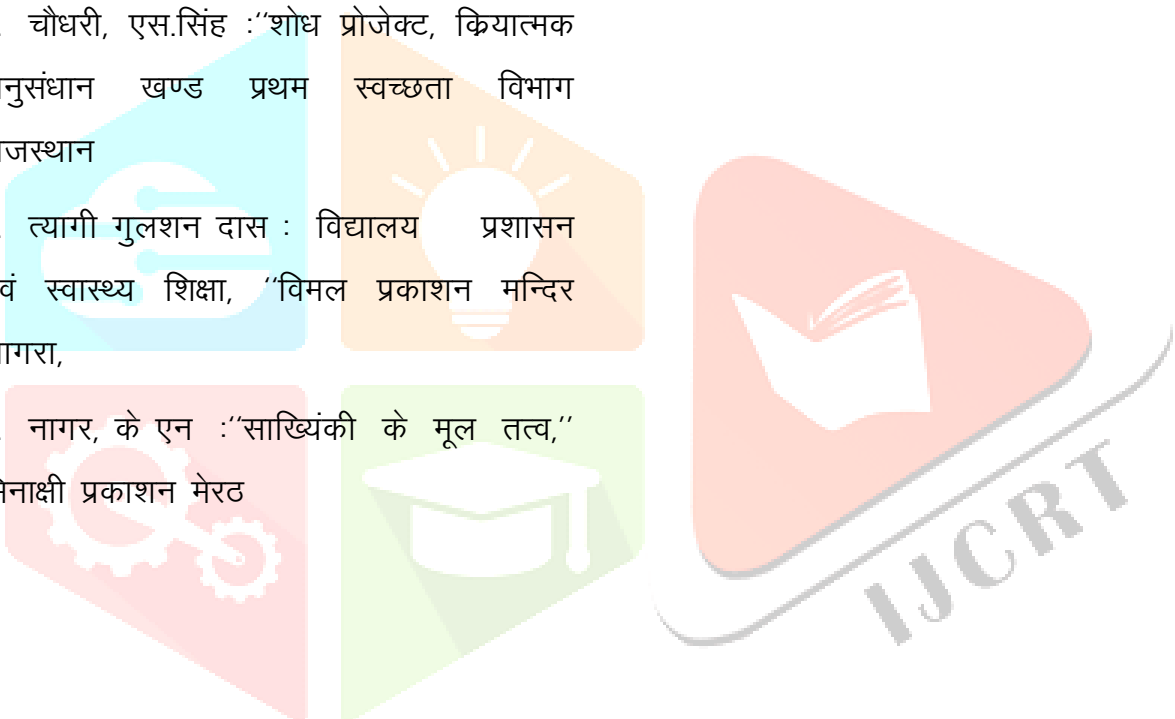 . चौधरी, एस.सिंह :‘‘शोध प्रोजेक्ट, क्रियात्मक
नुसंधान खण्ड प्रथम स्वच्छता विभाग
ाजस्थान
. त्यागी गुलशन दास : विद्यालय प्रशासन
वं स्वास्थ्य शिक्षा, ‘‘विमल प्रकाशन मन्दिर
ागरा,
. नागर, के एन :‘‘साख्यिंकी के मूल तत्व,’’
िनाक्षी प्रकाशन मेरठ
IJCRT